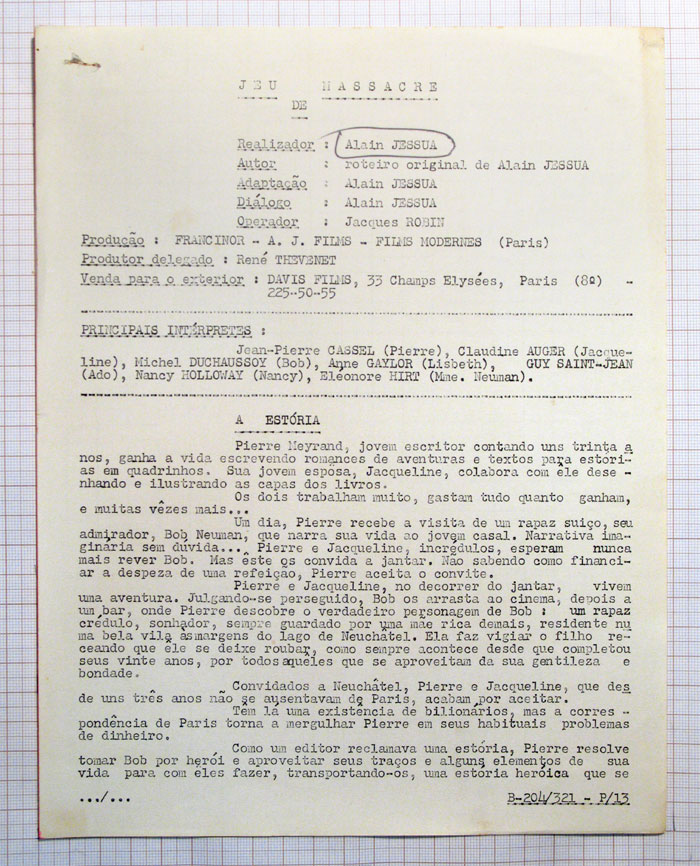 JEU MASSACRE
DE
Realizador : Alain JESSUA
Autor : roteiro original de Alain JESSUA
Adaptação : Alain JESSUA
Diálogo : Alain JESSUA
Operador : Jacques ROBIN
Produção : FRANCINOR - A. J. FILMS - FILMS MODERNES (Paris)
Produtor delegado : René THEVENET
Venda para o exterior : DAVIS FILMS, 33 Champs Elysées, Paris (8º) -
225-50-55
PRINCIPAIS INTÉRPRETES :
Jean-Pierre CASSEL (Pierre), Claudine AUGER (Jacque-
line), Michel DUCHAUSSOY (Bob), Anne GAYLOR (Lisbeth), GUY SAINT-JEAN
(Ado), Nancy HOLLOWAY (Nancy), Eléonore HIRT (Mme. Neuman).
A ESTÓRIA
Pierre Meyrand, jovem escritor contando uns trinta a
nos, ganha a vida escrevendo romances de aventuras e textos para estóri-
as em quadrinhos. Sua jovem esposa, Jacqueline, colabora com êle dese -
nhando e ilustrando as capas dos livros.
Os dois trabalham muito, gastam tudo quanto ganham,
e muitas vêzes mais...
Um dia, Pierre recebe a visita de um rapaz suiço, seu
admirador, Bob Neuman, que narra sua vida ao jovem casal. Narrativa ima-
ginária sem dúvida... Pierre e Jacqueline, incrédulos, esperam nunca
mais rever Bob. Mas êste os convida a jantar. Não sabendo como financi-
ar a despeza de uma refeição, Pierre aceita o convite.
Pierre e Jacqueline, no decorrer do jantar, vivem
uma aventura. Julgando-se perseguido, Bob os arrasta ao cinema, depois a
um bar, onde Pierre descobre o verdadeiro personagem de Bob : um rapaz
crédulo, sonhador, sempre guardado por uma mãe rica demais, residente nu
ma bela vila àsmargens do lago de Neuchâtel. Ela faz vigiar o filho re-
ceando que êle se deixe roubar, como sempre acontece desde que completou
seus vinte anos, por todosaquêles que se aproveitam da sua gentileza e
bondade.
Convidados a Neuchâtel, Pierre e Jacqueline, que des
de uns três anos não se ausentavam de Paris, acabam por aceitar.
Têm lá uma existência de bilionários, mas a corres -
pondência de Paris torna a mergulhar Pierre em seus habituais problemas
de dinheiro.
Como um editor reclamava uma estória, Pierre resolve
tomar Bob por herói e aproveitar seus traços e alguns elementos de sua
vida para com êles fazer, transportando-os, uma estória heróica que se
.../...
B-204/321 - P/13